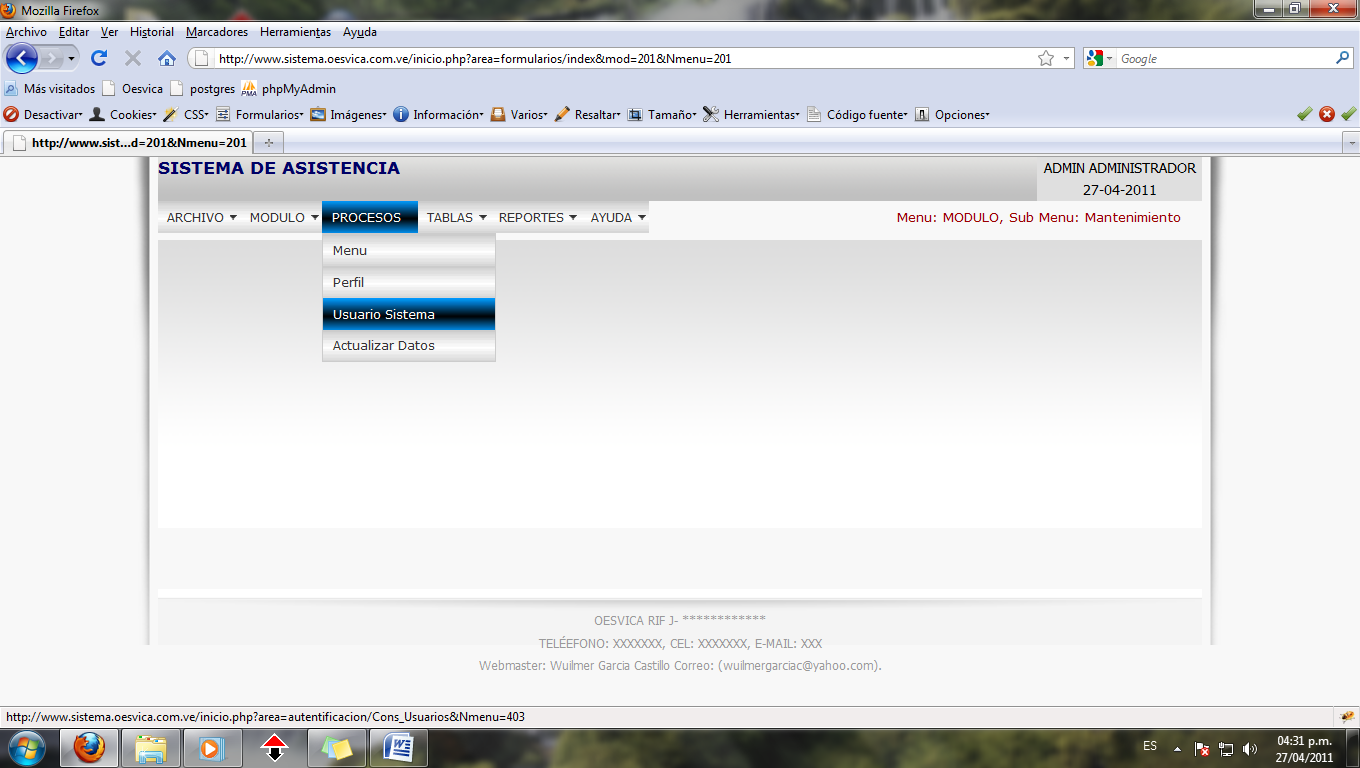 Mozilla Firefox
Archivo Editar Ver Historial Marcadores Herramientas Ayuda
http://www.sistema.oesvica.com.ve/inicio.php?area=formularios/index&mod=201&Nmenu=201
Google
Más visitados Oesvica postgres phpMyAdmin
Desactivar Cookies CSS Formularios Imágenes Información Varios Resaltar Tamaño Herramientas Código fuente Opciones
http://www.sist...d=201&Nmenu=201
SISTEMA DE ASISTENCIA
ADMIN ADMINISTRADOR
27-04-2011
ARCHIVO MODULO PROCESOS TABLAS REPORTES AYUDA
Menu: MODULO, Sub Menu: Mantenimiento
Menu
Perfil
Usuario Sistema
Actualizar Datos
OESVICA RIF J- ************
TELÉEFONO: XXXXXXX, CEL: XXXXXXX, E-MAIL: XXX
Webmaster: Wuilmer Garcia Castillo Correo: (wuilmergarciac@yahoo.com).
http://www.sistema.oesvica.com.ve/inicio.php?area=autentificacion/Cons_Usuarios&Nmenu=403
ES
04:31 p.m.
27/04/2011